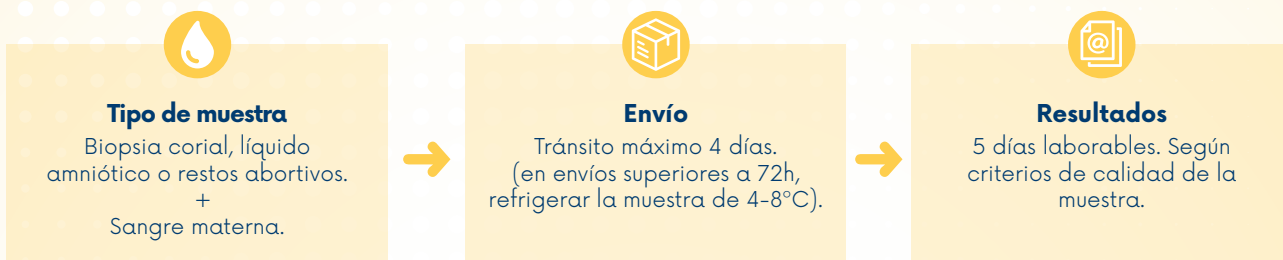 Tipo de muestra
Biopsia corial, líquido
amniótico o restos abortivos.
+
Sangre materna.
Envío
Tránsito máximo 4 días.
(en envíos superiores a 72h,
refrigerar la muestra de 4-8ºC).
@
Resultados
5 días laborables. Según
criterios de calidad de la
muestra.